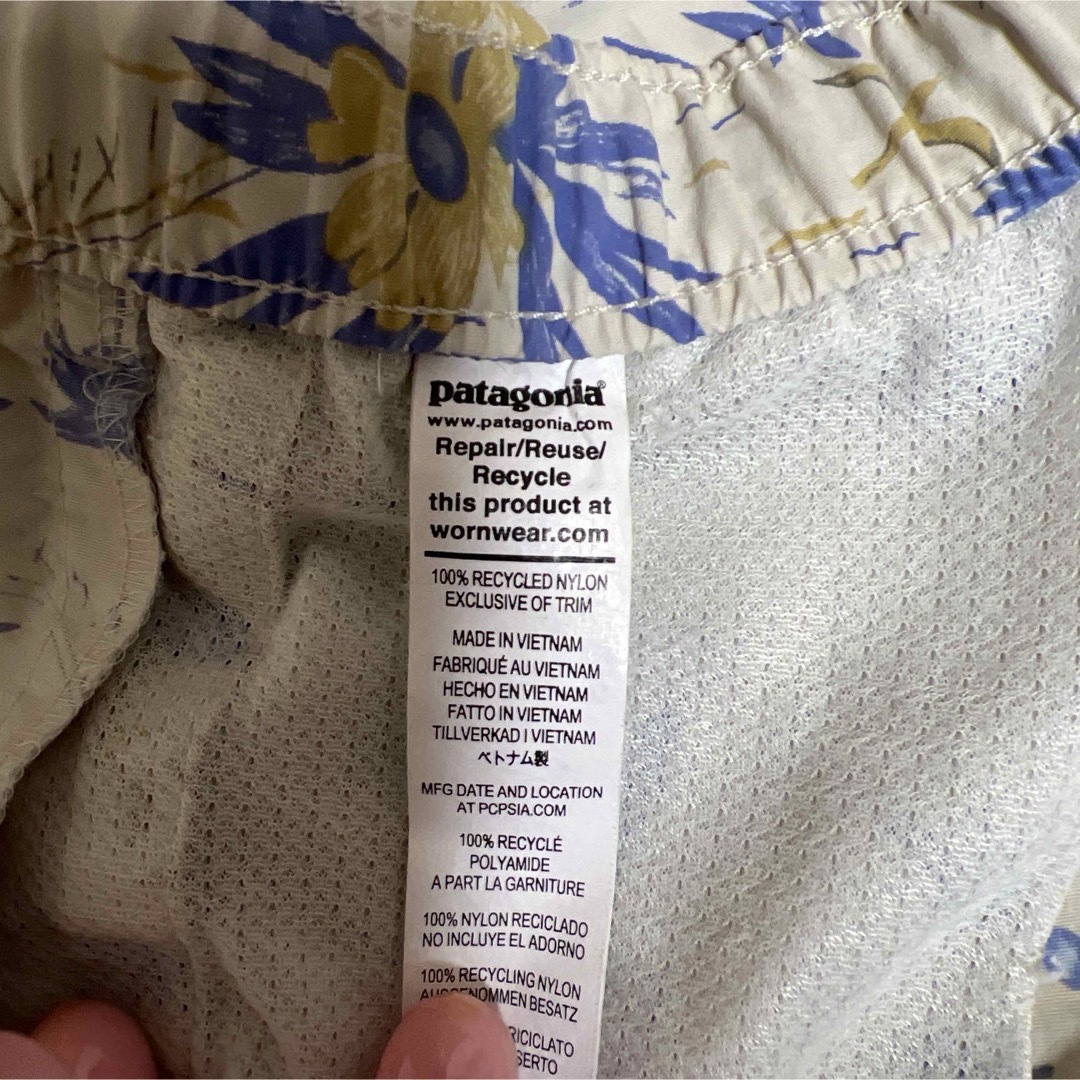 patagonia®
www.patagonia.com
Repair/Reuse/
Recycle
this product at
wornwear.com
100% RECYCLED NYLON
EXCLUSIVE OF TRIM
MADE IN VIETNAM
FABRIQUÉ AU VIETNAM
HECHO EN VIETNAM
FATTO IN VIETNAM
TILLVERKAD I VIETNAM
ベトナム製
MFG DATE AND LOCATION
AT PCPSIA.COM
100% RECYCLÉ
POLYAMIDE
A PART LA GARNITURE
100% NYLON RECICLADO
NO INCLUYE EL ADORNO
100% RECYCLING NYLON
AUSGENOMMEN BESATZ